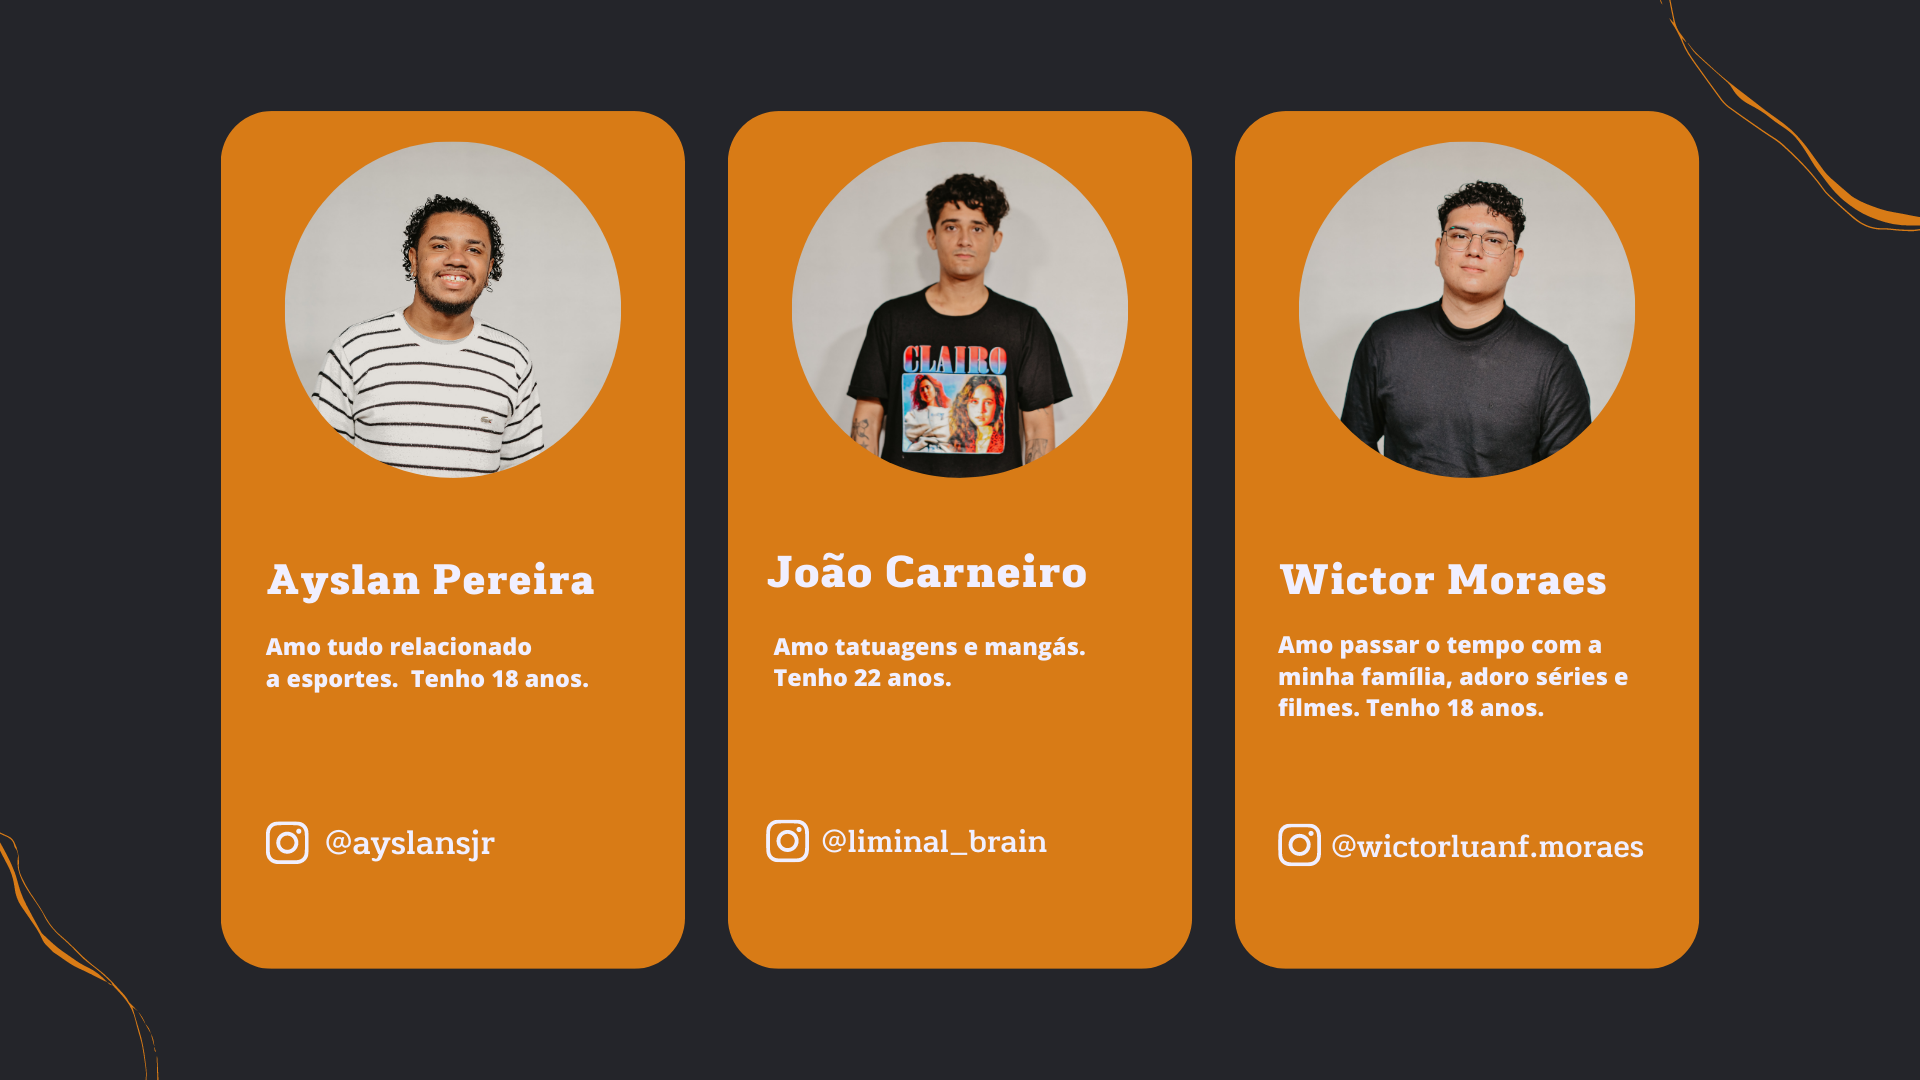 CLAIRO
Ayslan Pereira
Amo tudo relacionado
a esportes.  Tenho 18 anos.
@ayslansjr
João Carneiro
Amo tatuagens e mangás.
Tenho 22 anos.
@liminal_brain
Wictor Moraes
Amo passar o tempo com a
minha família, adoro séries e
filmes. Tenho 18 anos.
@wictorluanf.moraes